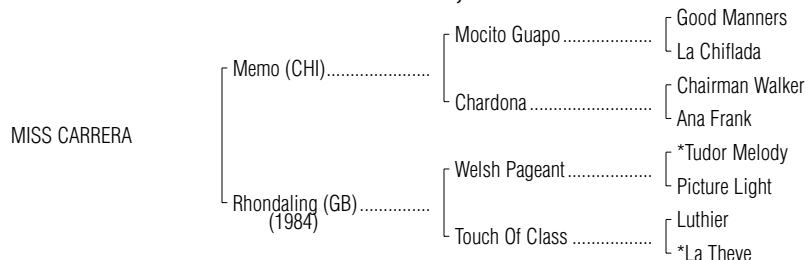 Good Manners
Mocito Guapo
La Chiflada
Memo (CHI)
Chairman Walker
Chardona
Ana Frank
MISS CARRERA
*Tudor Melody
Welsh Pageant
Picture Light
Rhondaling (GB)
(1984)
Luthier
Touch Of Class
*La Theve